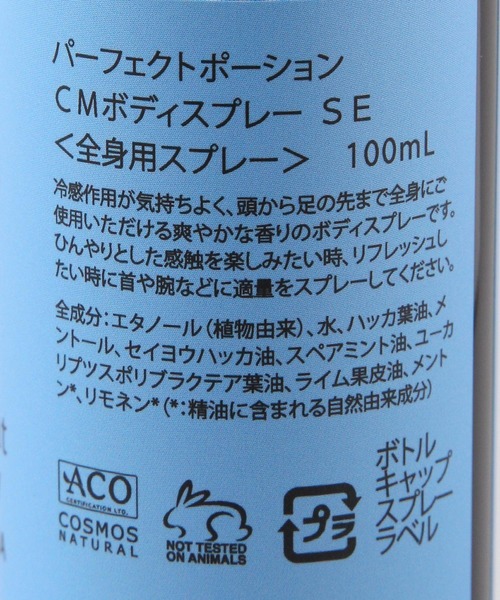 パーフェクトポーション
CMボディスプレー SE
<全身用スプレー> 100mL
冷感作用が気持ちよく、頭から足の先まで全身にご
使用いただける爽やかな香りのボディスプレーです。
ひんやりとした感触を楽しみたい時、リフレッシュし
たい時に首や腕などに適量をスプレーしてください。
全成分:エタノール(植物由来)、水、ハッカ葉油、メ
ントール、セイヨウハッカ油、スペアミント油、ユーカ
リプツスポリブラクテア葉油、ライム果皮油、メント
ン*、リモネン*(*:精油に含まれる自然由来成分)
ACO
CERTIFICATION LTD.
COSMOS
NATURAL
NOT TESTED
ON ANIMALS
プラ
ボトル
キャップ
スプレー
ラベル